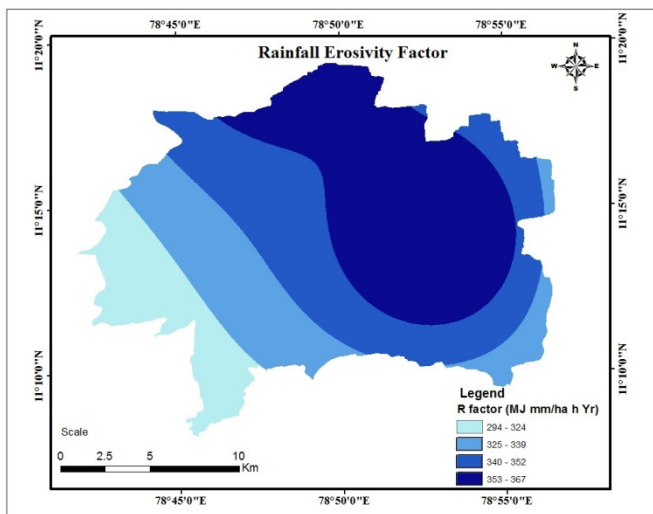 78°45'0"E 78°50'0"E 78°55'0"E
Rainfall Erosivity Factor
N
W E
S
11°20'0"N 11°20'0"N
11°15'0"N 11°15'0"N
11°10'0"N 11°10'0"N
Legend
R factor (MJ mm/ha h Yr)
294 - 324
325 - 339
340 - 352
353 - 367
Scale
0 2.5 5 10
Km
78°45'0"E 78°50'0"E 78°55'0"E